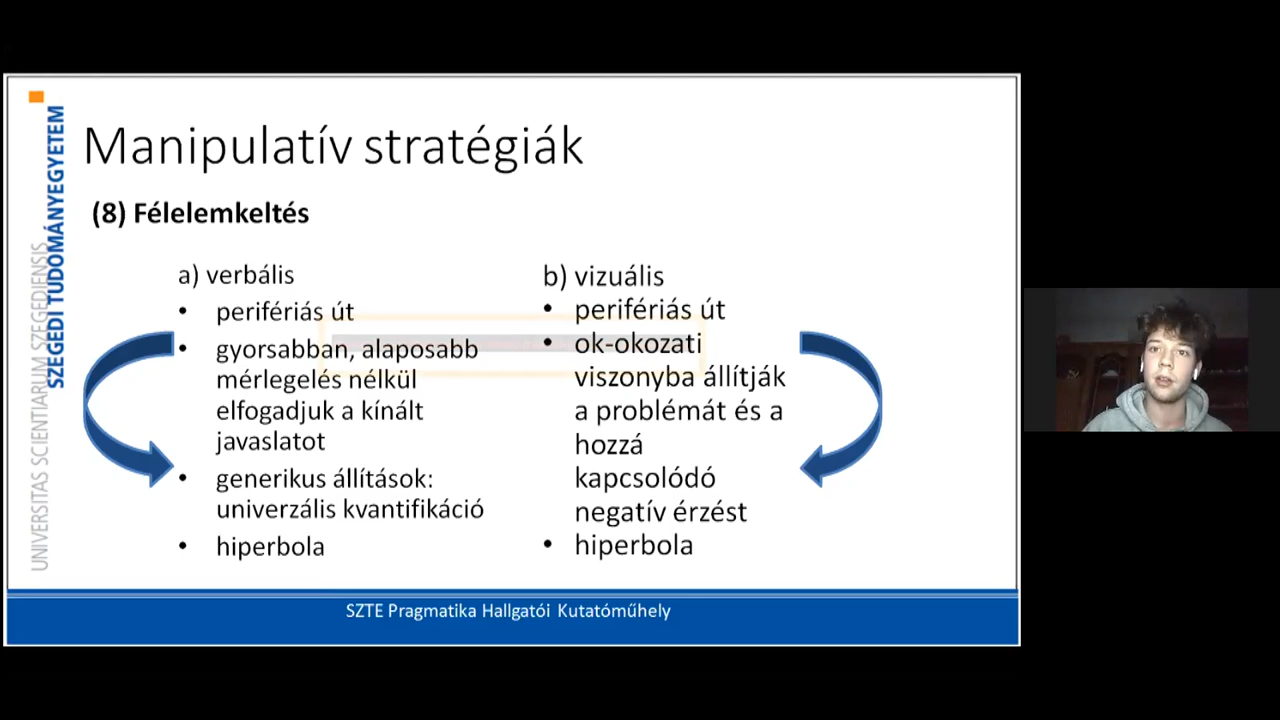 Manipulatív stratégiák
(8) Félelemkeltés
a) verbális
• perifériás út
• gyorsabban, alaposabb
mérlegelés nélkül
elfogadjuk a kínált
javaslatot
• generikus állítások:
univerzális kvantifikáció
• hiperbola
b) vizuális
• perifériás út
• ok-okozati
viszonyba állítják
a problémát és a
hozzá
kapcsolódó
negatív érzést
• hiperbola
SZTE Pragmatika Hallgatói Kutatóműhely
UNIVERSITAS SCIENTIARUM SZEGEDIENSIS
SZEGEDI TUDOMÁNYEGYETEM